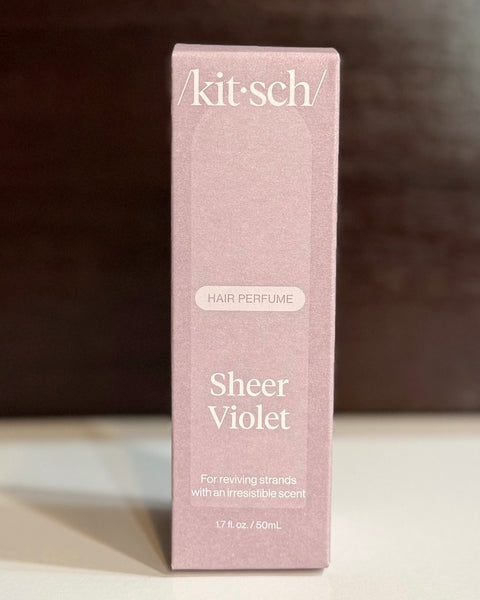 /kit·sch/
HAIR PERFUME
Sheer
Violet
For reviving strands
with an irresistible scent
1.7 fl. oz. / 50mL